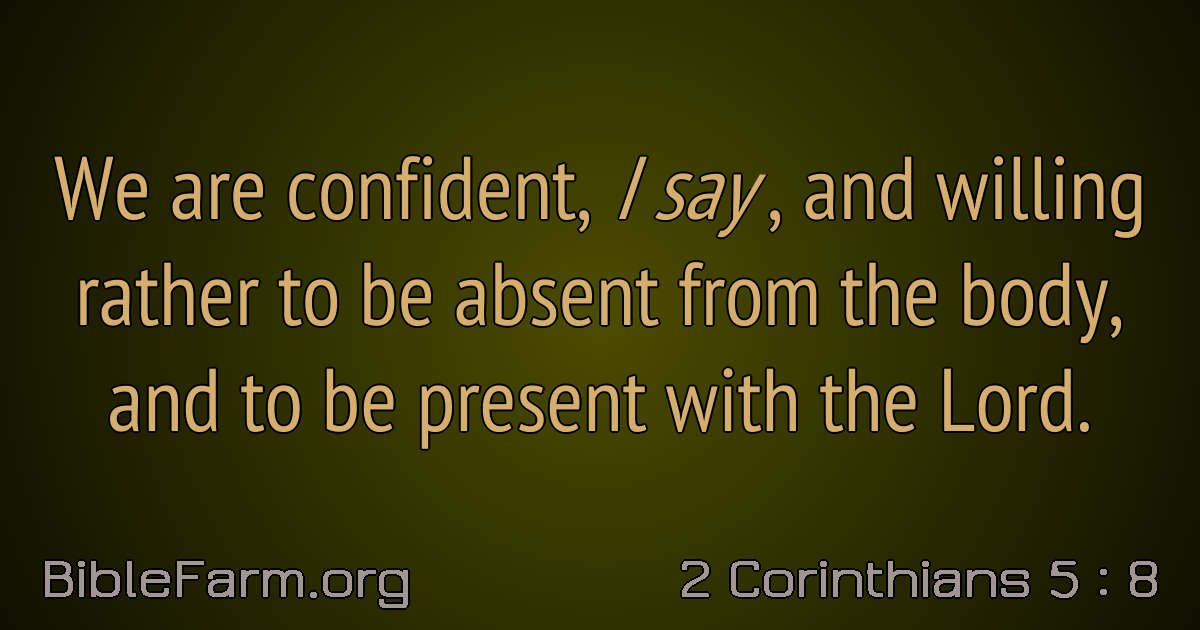 We are confident, I say , and willing
rather to be absent from the body,
and to be present with the Lord.
BibleFarm.org
2 Corinthians 5 : 8